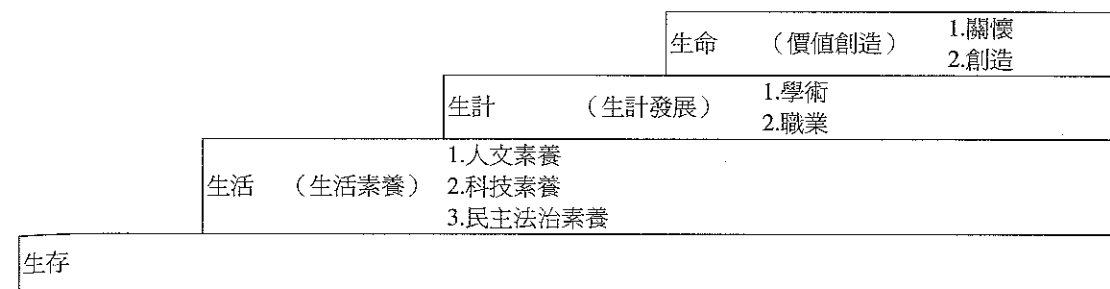 生命　（價值創造）　1.關懷
2.創造
生計　（生計發展）　1.學術
2.職業
1.人文素養
生活　（生活素養）　2.科技素養
3.民主法治素養
生存